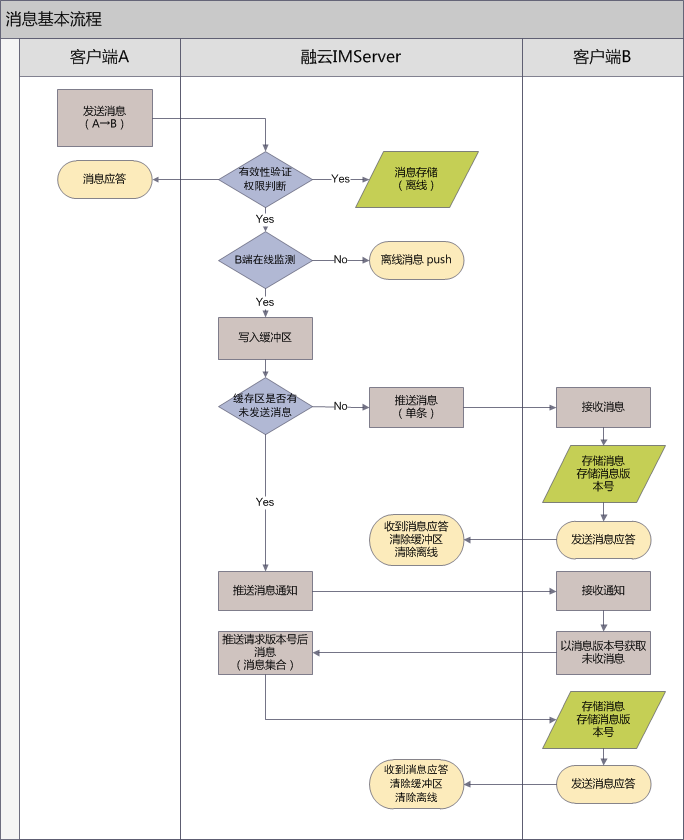 消息基本流程
客户端A
融云IMServer
客户端B
发送消息
（A→B）
消息应答
有效性验证
权限判断
Yes
消息存储
（离线）
Yes
B端在线监测
No
离线消息 push
Yes
写入缓冲区
缓存区是否有
未发送消息
No
推送消息
（单条）
接收消息
存储消息
存储消息版
本号
Yes
收到消息应答
清除缓冲区
清除离线
发送消息应答
推送消息通知
接收通知
推送请求版本号后
消息
（消息集合）
以消息版本号获取
未收消息
存储消息
存储消息版
本号
收到消息应答
清除缓冲区
清除离线
发送消息应答